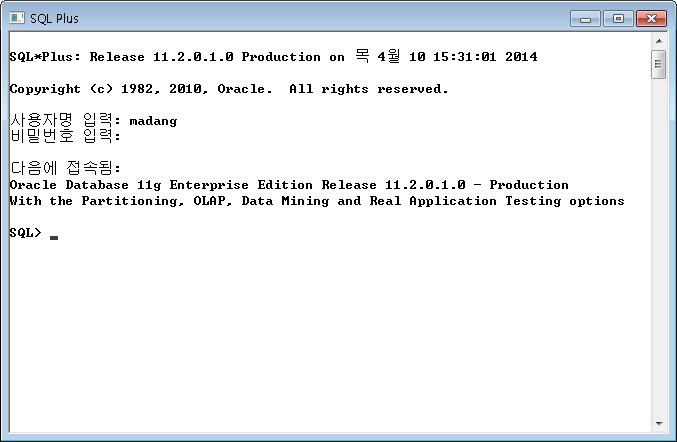 SQL Plus
SQL*Plus: Release 11.2.0.1.0 Production on 목 4월 10 15:31:01 2014
Copyright (c) 1982, 2010, Oracle.  All rights reserved.
사용자명 입력: madang
비밀번호 입력:
다음에 접속됨:
Oracle Database 11g Enterprise Edition Release 11.2.0.1.0 - Production
With the Partitioning, OLAP, Data Mining and Real Application Testing options
SQL> _